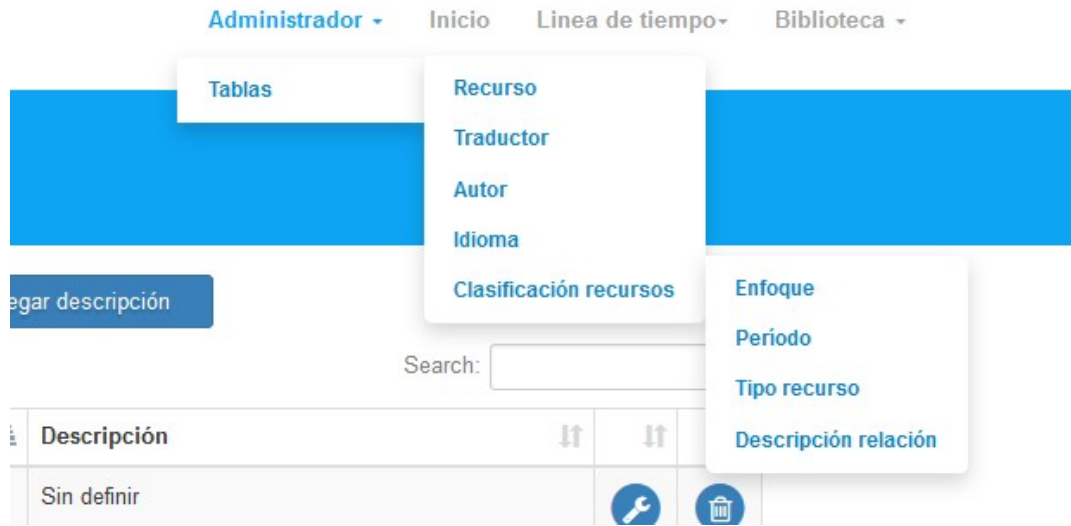 Administrador Inicio Linea de tiempo Biblioteca
Tablas
Recurso
Traductor
Autor
Idioma
Clasificación recursos
Enfoque
Período
Tipo recurso
Descripción relación
egar descripción
Search:
Descripción
Sin definir